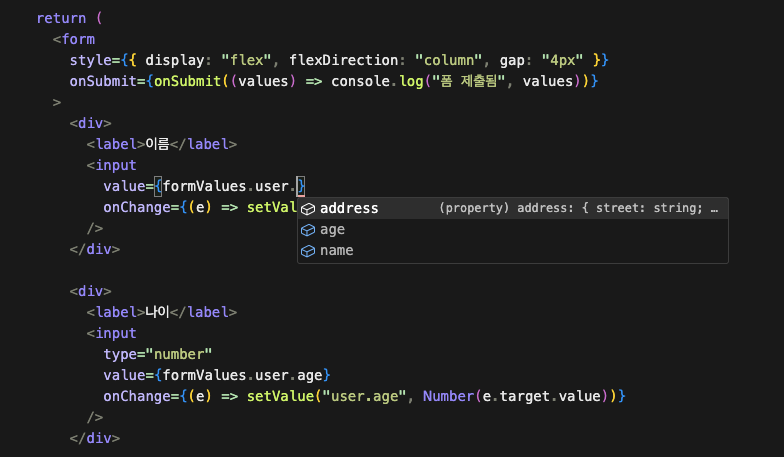 return (
<form
style={{ display: "flex", flexDirection: "column", gap: "4px" }}
onSubmit={onSubmit((values) => console.log("폼 제출됨", values))}
>
<div>
<label>이름</label>
<input
value={formValues.user.}
onChange={(e) => setVal
address (property) address: { street: string; …
/>
age
</div>
name
<div>
<label>나이</label>
<input
type="number"
value={formValues.user.age}
onChange={(e) => setValue("user.age", Number(e.target.value))}
/>
</div>